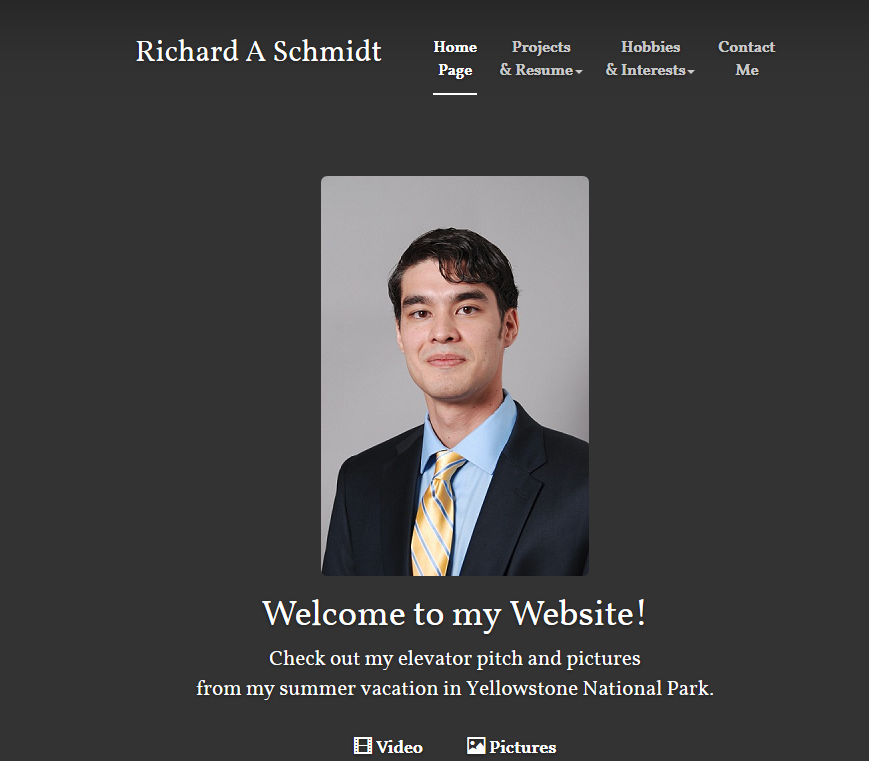 Richard A Schmidt
Home Page
Projects & Resume
Hobbies & Interests
Contact Me
Welcome to my Website!
Check out my elevator pitch and pictures
from my summer vacation in Yellowstone National Park.
Video
Pictures